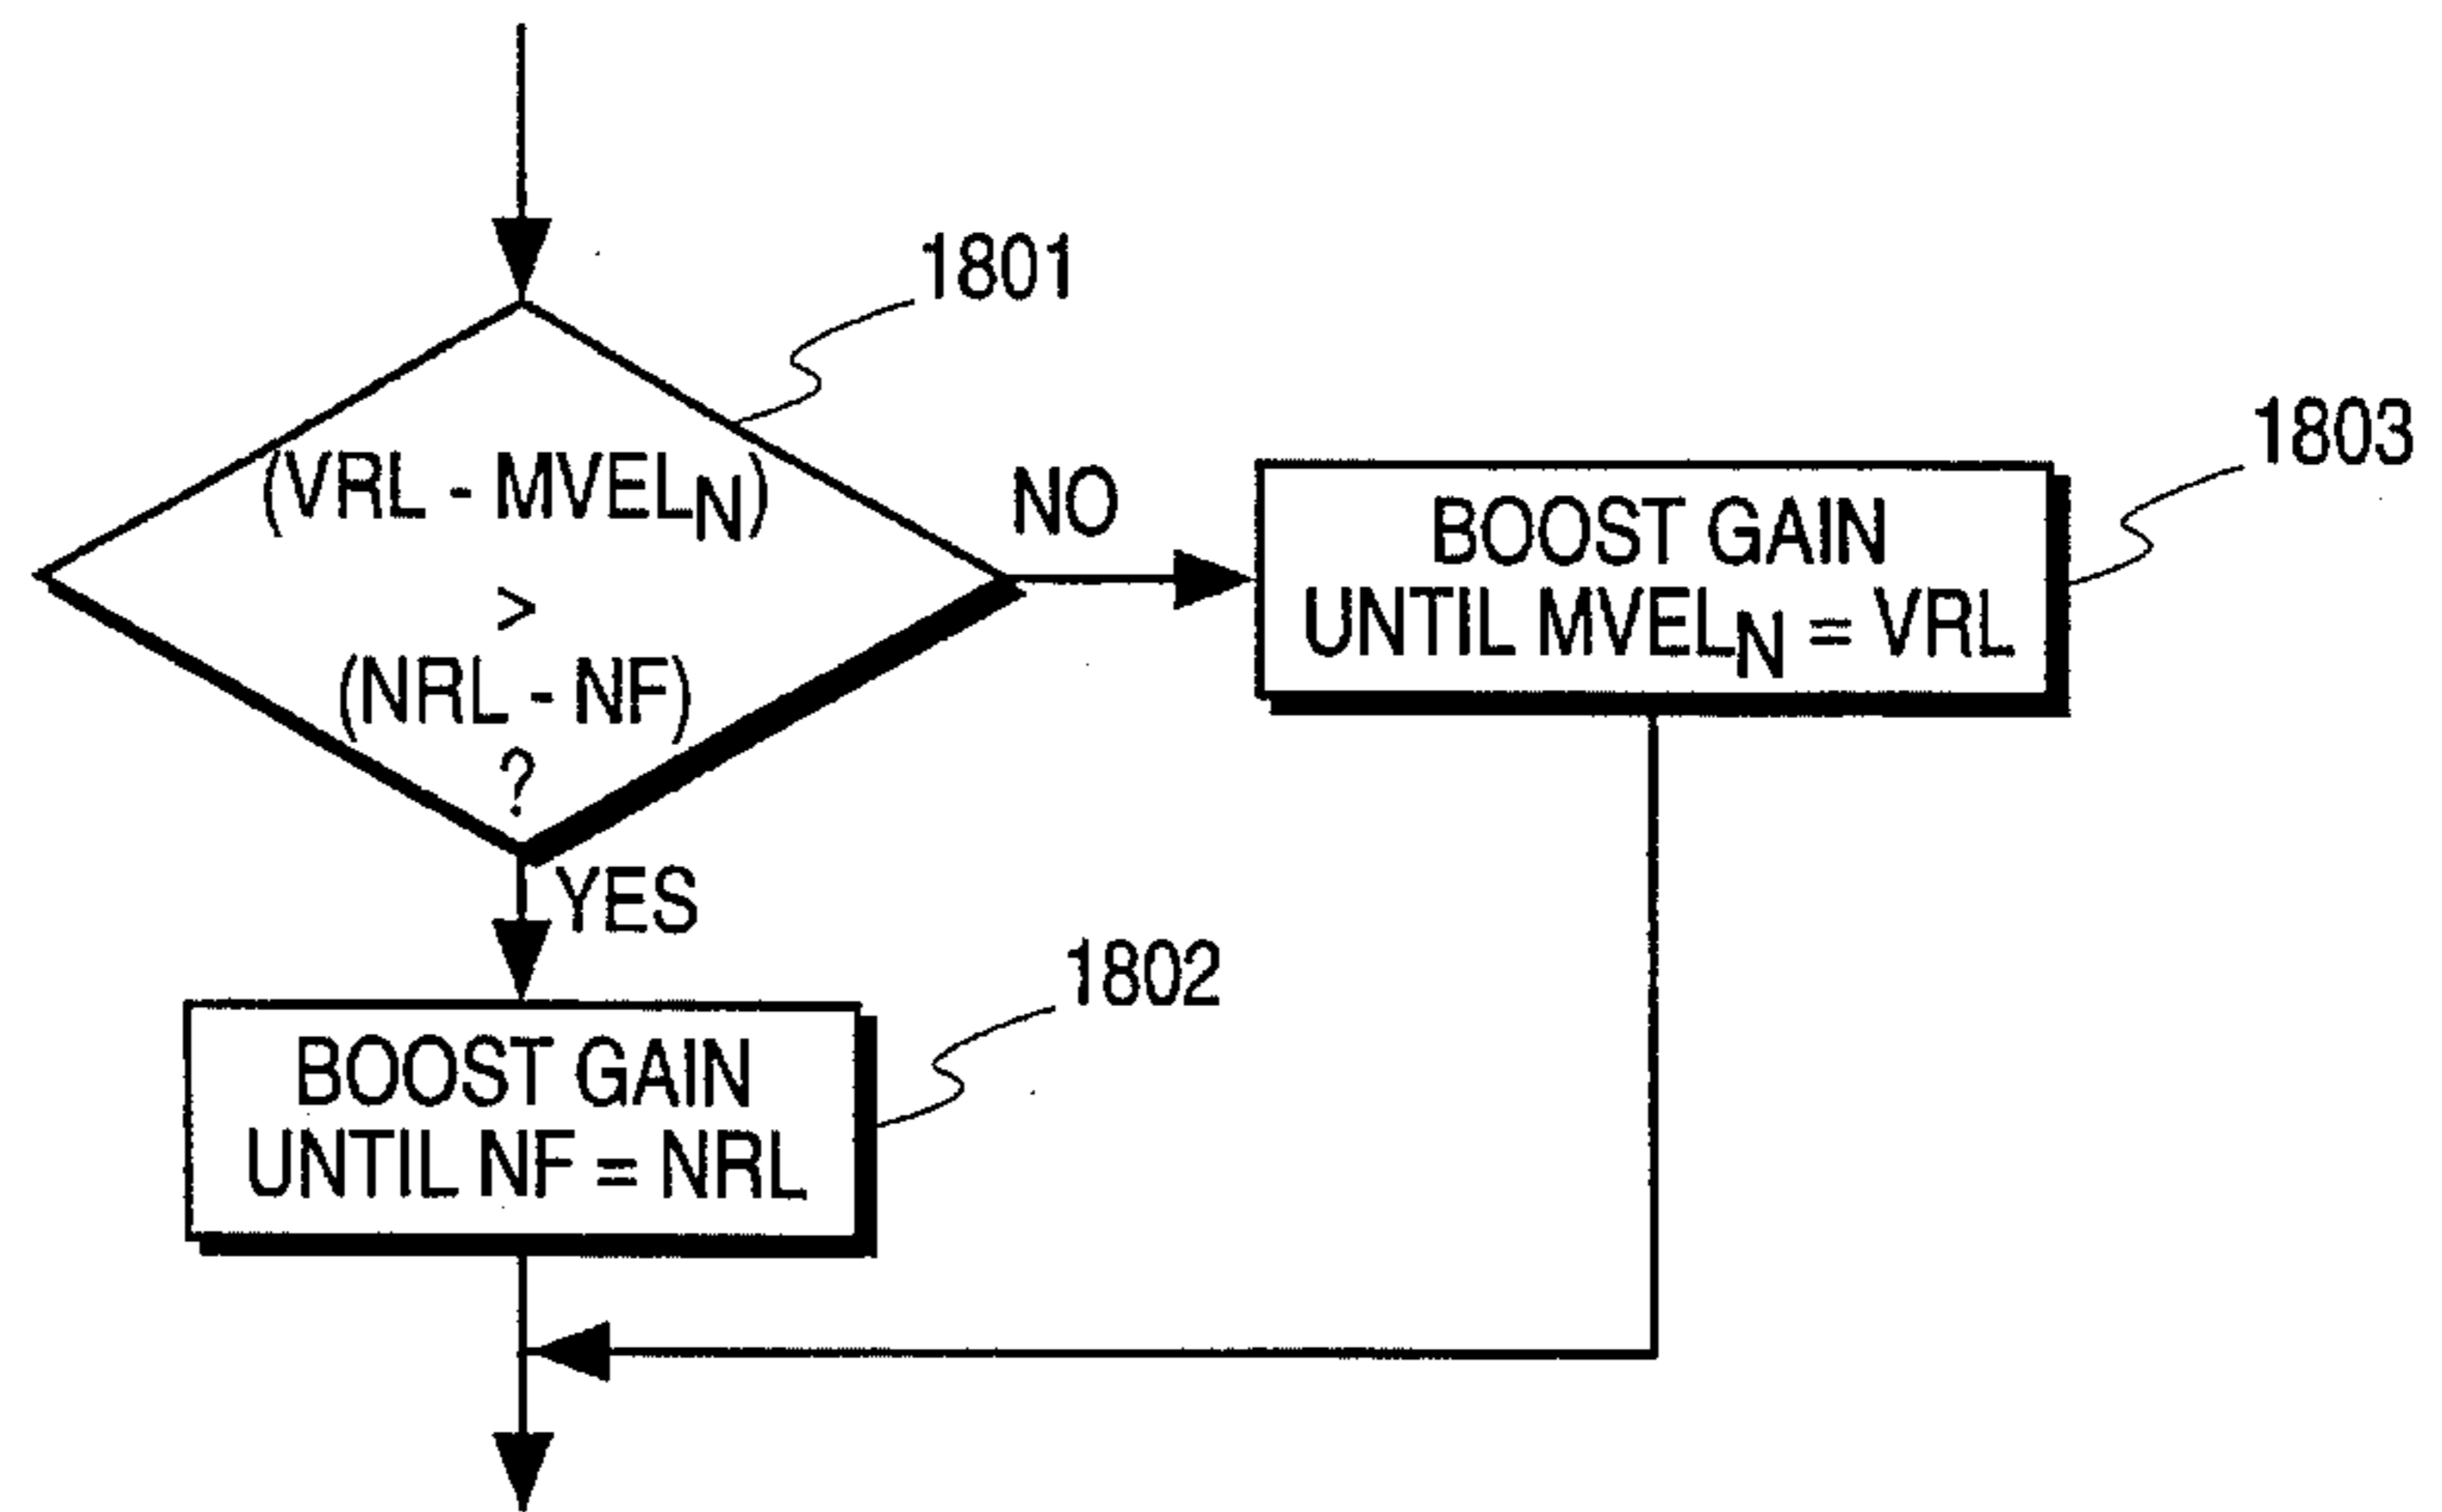 1801
(VRL - MVELN)
>
(NRL - NF)
?
NO
1803
BOOST GAIN
UNTIL MVELN = VRL
YES
1802
BOOST GAIN
UNTIL NF = NRL